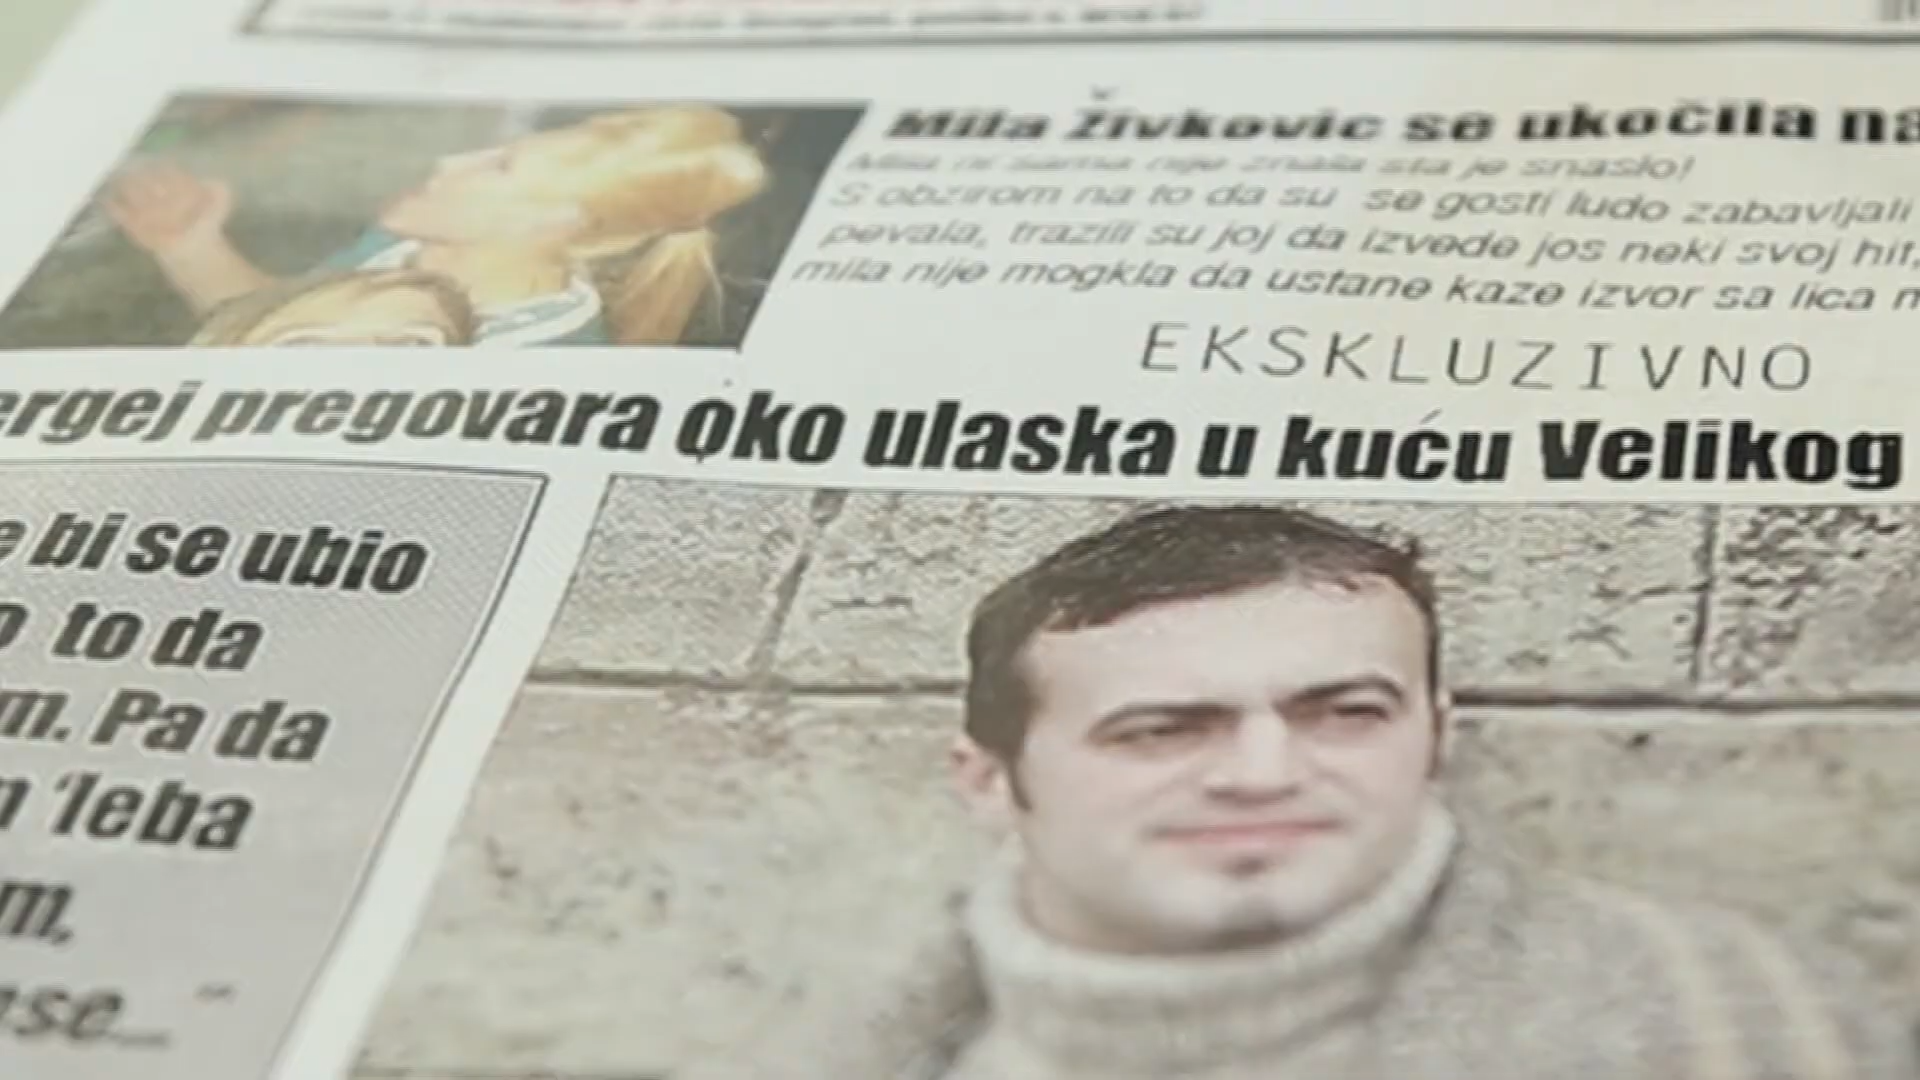 Mila Živkovic se ukočila na
Mila ni sama nije znala sta je snaslo!
S obzirom na to da su se gosti ludo zabavljali
pevala, trazili su joj da izvede jos neki svoj hit,
mila nije mogkla da ustane kaze izvor sa lica
EKSKLUZIVNO
ergej pregovara oko ulaska u kuću Velikog
e bi se ubio
o to da
m. Pa da
m 'leba
m,
nse..."